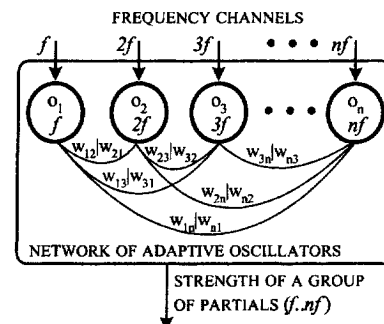 FREQUENCY CHANNELS
f 2f 3f • • • nf
o1 o2 o3 • • • on
f 2f 3f nf
w12|w21 w23|w32 w3n|wn3
w13|w31 w2n|wn2
w1n|wn1
NETWORK OF ADAPTIVE OSCILLATORS
STRENGTH OF A GROUP
OF PARTIALS (f..nf)